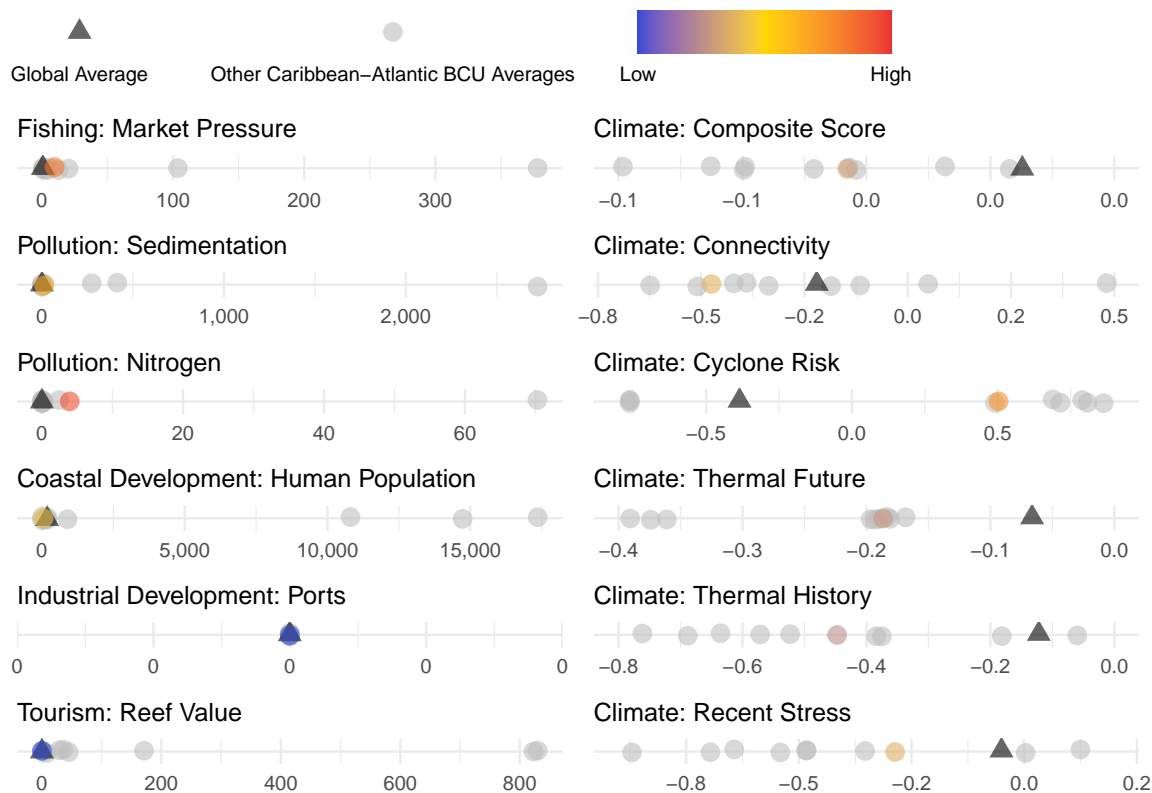 Global Average
Other Caribbean−Atlantic BCU Averages
Low
High
Fishing: Market Pressure
0 100 200 300
Climate: Composite Score
−0.1 −0.1 0.0 0.0 0.0
Pollution: Sedimentation
0 1,000 2,000
Climate: Connectivity
−0.8 −0.5 −0.2 0.0 0.2 0.5
Pollution: Nitrogen
0 20 40 60
Climate: Cyclone Risk
−0.5 0.0 0.5
Coastal Development: Human Population
0 5,000 10,000 15,000
Climate: Thermal Future
−0.4 −0.3 −0.2 −0.1 0.0
Industrial Development: Ports
0 0 0 0 0
Climate: Thermal History
−0.8 −0.6 −0.4 −0.2 0.0
Tourism: Reef Value
0 200 400 600 800
Climate: Recent Stress
−0.8 −0.5 −0.2 0.0 0.2